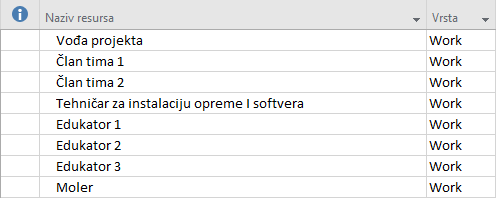 Naziv resursa Vrsta
Vođa projekta Work
Član tima 1 Work
Član tima 2 Work
Tehničar za instalaciju opreme I softvera Work
Edukator 1 Work
Edukator 2 Work
Edukator 3 Work
Moler Work